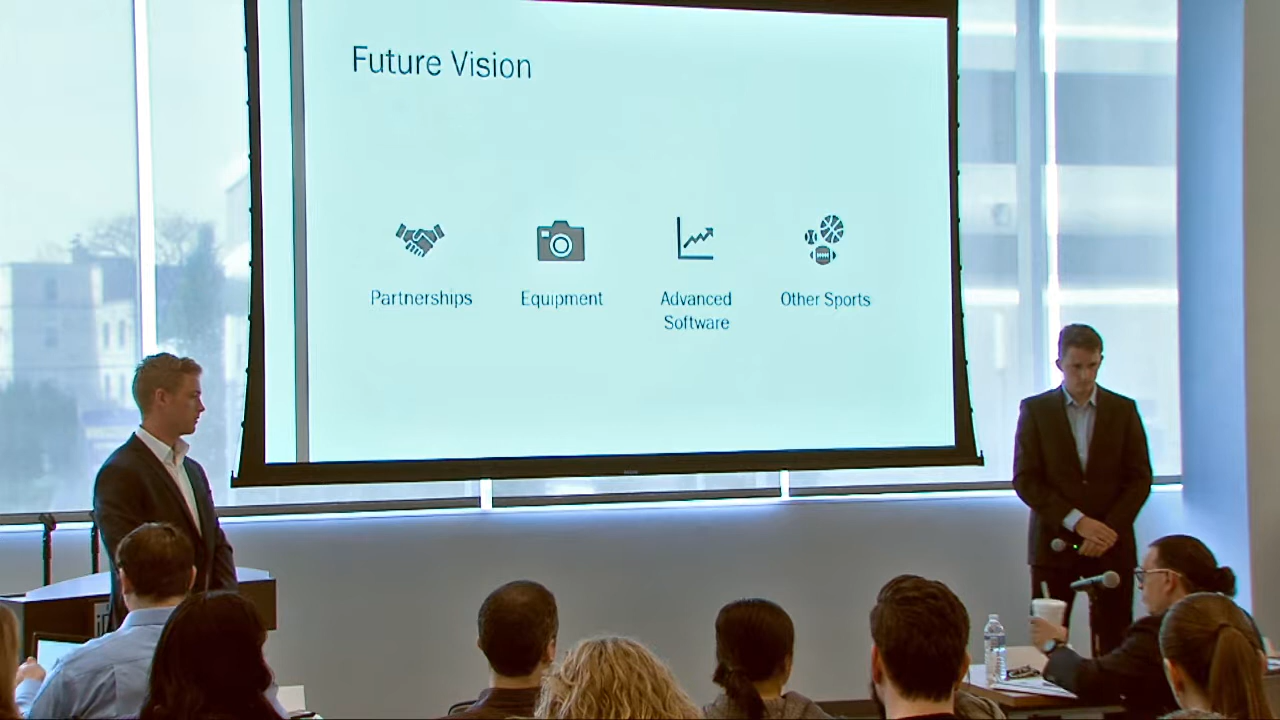 Future Vision
Partnerships
Equipment
Advanced
Software
Other Sports